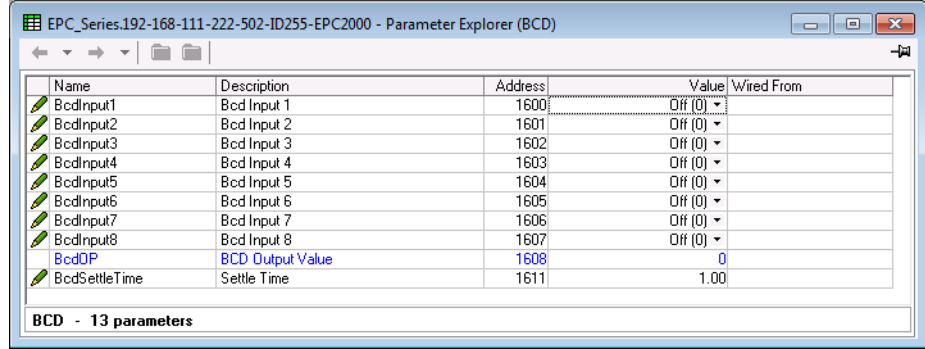 EPC_Series.192-168-111-222-502-ID255-EPC2000 - Parameter Explorer (BCD)
Name Description Address Value Wired From
BcdInput1 Bcd Input 1 1600 Off (0)
BcdInput2 Bcd Input 2 1601 Off (0)
BcdInput3 Bcd Input 3 1602 Off (0)
BcdInput4 Bcd Input 4 1603 Off (0)
BcdInput5 Bcd Input 5 1604 Off (0)
BcdInput6 Bcd Input 6 1605 Off (0)
BcdInput7 Bcd Input 7 1606 Off (0)
BcdInput8 Bcd Input 8 1607 Off (0)
BcdOP BCD Output Value 1608 0
BcdSettleTime Settle Time 1611 1.00
BCD - 13 parameters